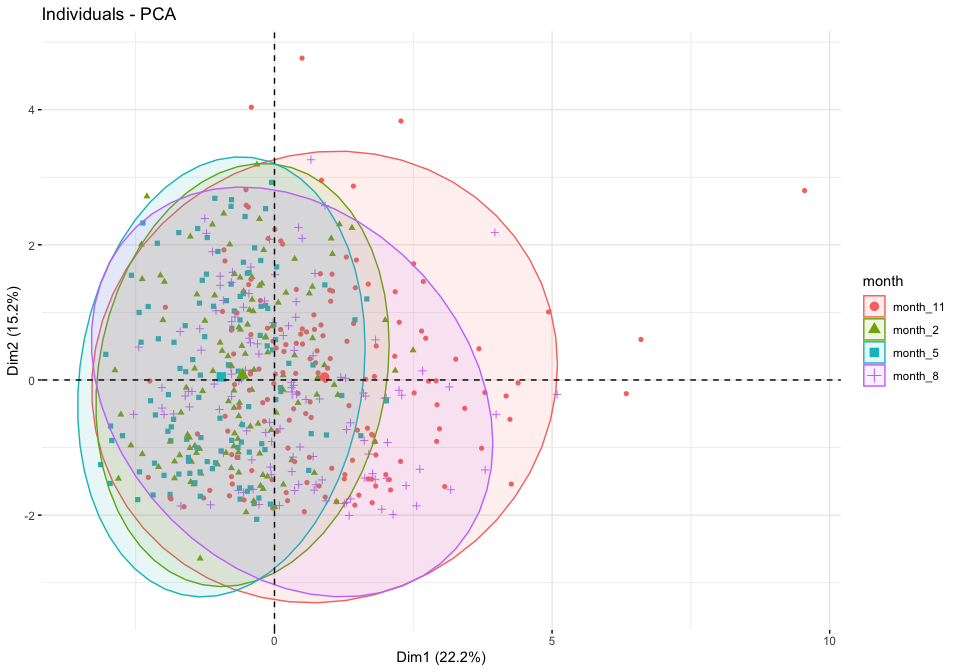 Individuals - PCA
4
2
0
-2
Dim2 (15.2%)
0
5
10
Dim1 (22.2%)
month
month_11
month_2
month_5
month_8